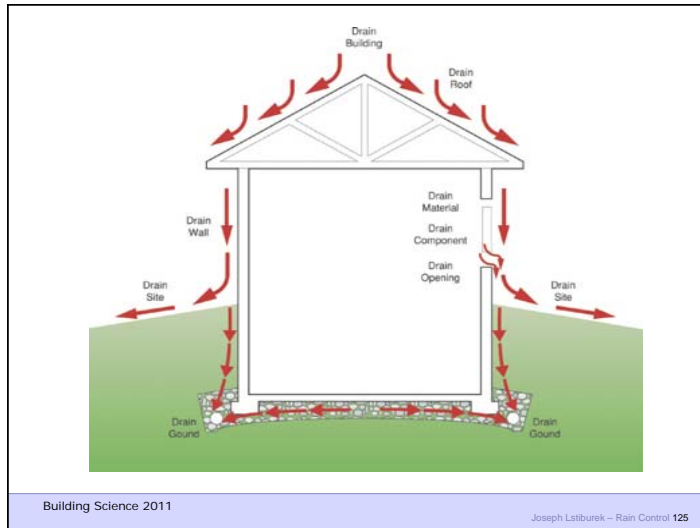 Drain
Building
Drain
Roof
Drain
Material
Drain
Wall
Drain
Component
Drain
Opening
Drain
Site
Drain
Site
Drain
Gound
Drain
Gound
Building Science 2011
Joseph Lstiburek – Rain Control 125